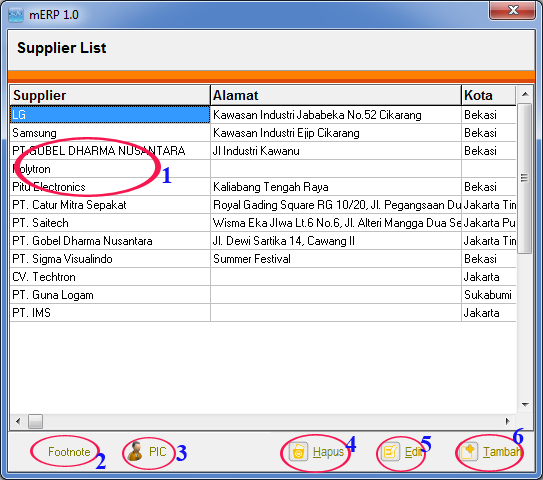 mERP 1.0
Supplier List
Supplier Alamat Kota
LG Kawasan Industri Jababeka No.52 Cikarang Bekasi
Samsung Kawasan Industri Ejip Cikarang Bekasi
PT.GOBEL DHARMA NUSANTARA Jl Industri Kawanu Bekasi
Polytron
Pitu Electronics Kaliabang Tengah Raya Bekasi
1
PT. Catur Mitra Sepakat Royal Gading Square RG 10/20, Jl. Pegangsaan Du Jakarta Tim
PT. Saitech Wisma Eka Jlwa Lt.6 No.6, Jl. Alteri Mangga Dua Se Jakarta Pu
PT. Gobel Dharma Nusantara Jl. Dewi Sartika 14, Cawang II Jakarta Tim
PT. Sigma Visualindo Summer Festival Bekasi
CV. Techtron Jakarta
PT. Guna Logam Sukabumi
PT. IMS Jakarta
Footnote 2 PIC 3 Hapus 4 Edit 5 Tambah 6